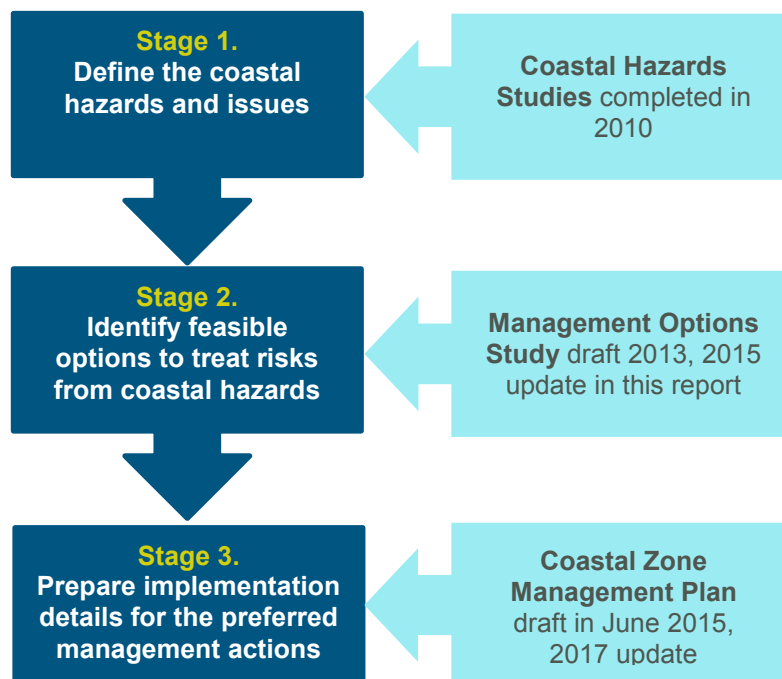 Stage 1.
Define the coastal
hazards and issues
Coastal Hazards
Studies completed in
2010
Stage 2.
Identify feasible
options to treat risks
from coastal hazards
Management Options
Study draft 2013, 2015
update in this report
Stage 3.
Prepare implementation
details for the preferred
management actions
Coastal Zone
Management Plan
draft in June 2015,
2017 update